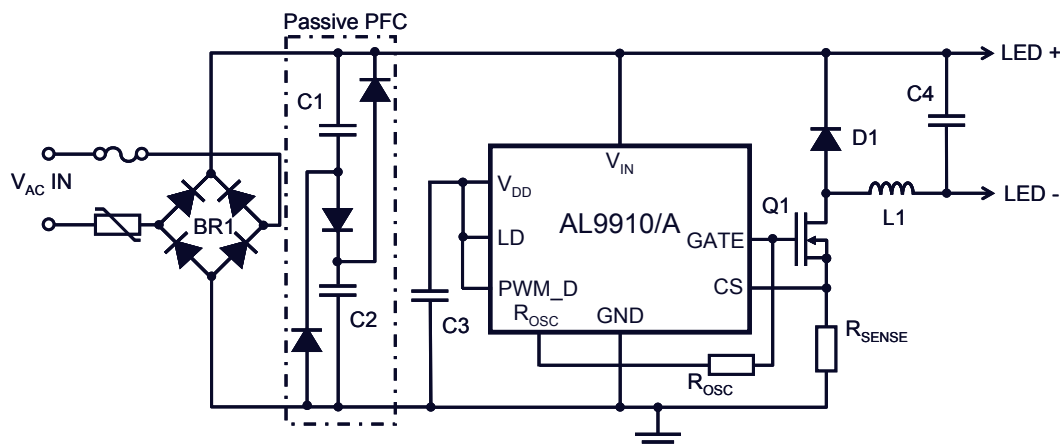 Passive PFC
LED +
C1
C4
D1
VIN
VAC IN
VDD
Q1
LED -
BR1
AL9910/A
L1
LD
GATE
PWM_D
CS
C2
C3
ROSC
GND
RSENSE
ROSC